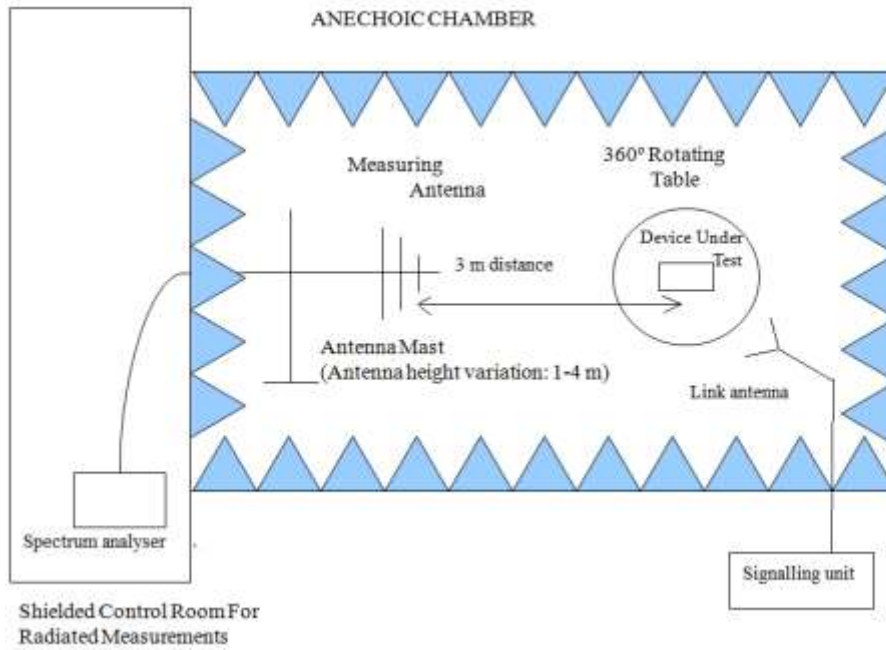 ANECHOIC CHAMBER
Measuring
Antenna
360º Rotating
Table
Device Under
Test
3 m distance
Antenna Mast
(Antenna height variation: 1-4 m)
Link antenna
Spectrum analyser
Signalling unit
Shielded Control Room For
Radiated Measurements